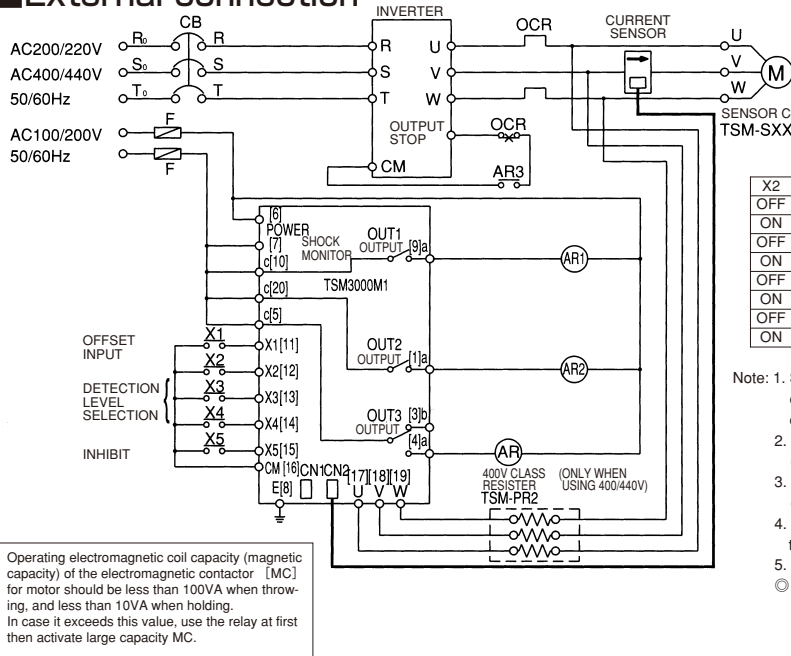 ■External connection
INVERTER
CB
OCR
CURRENT
SENSOR
AC200/220V R₀ R R U U
AC400/440V S₀ S S V V M
50/60Hz T₀ T T W W
AC100/200V F
50/60Hz F
OUTPUT
STOP
OCR
CM
AR3
SENSOR C
TSM-SXX
[6]
POWER
[7]
SHOCK
MONITOR
c[10]
OUT1
OUTPUT [9]a
AR1
TSM3000M1
c[20]
c[5]
OFFSET
INPUT
X1 X1[11]
OUT2
OUTPUT [1]a
AR2
X2 X2[12]
DETECTION
LEVEL
SELECTION
X3 X3[13]
X4 X4[14]
OUT3 [3]b
OUTPUT
[4]a
AR
INHIBIT
X5 X5[15]
CM [16] CN1 CN2 [17][18][19]
E[8] U V W
400V CLASS
RESISTER
TSM-PR2
(ONLY WHEN
USING 400/440V)
X2
OFF
ON
OFF
ON
OFF
ON
OFF
ON
Note: 1.
2.
3.
4.
5.
◎
Operating electromagnetic coil capacity (magnetic
capacity) of the electromagnetic contactor [MC]
for motor should be less than 100VA when throw-
ing, and less than 10VA when holding.
In case it exceeds this value, use the relay at first
then activate large capacity MC.